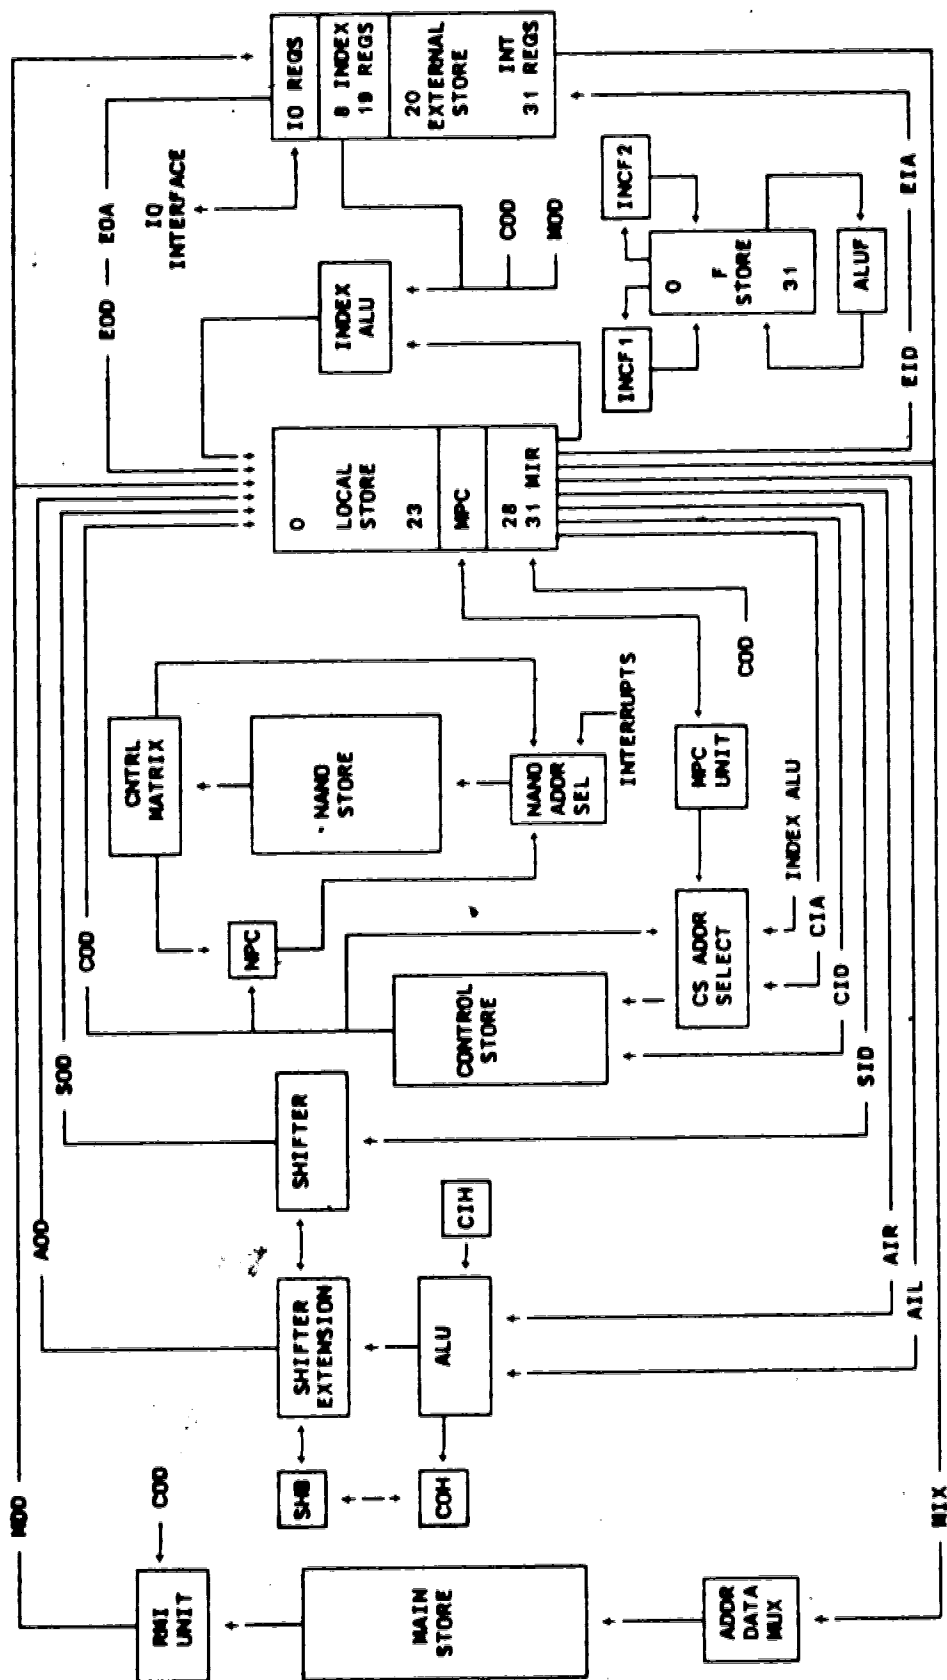 MOD
AOD
SOD
COD
EOD
EOA
RMI
UNIT
COD
CNTRL
MATRIX
IO
INTERFACE
MAIN
STORE
SHB
SHIFTER
EXTENSION
SHIFTER
NPC
NANO
STORE
0
LOCAL
STORE
23
MPC
28
31 MIR
INDEX
ALU
IO REGS
8 INDEX
19 REGS
20
EXTERNAL
STORE
INT
31 REGS
COH
ALU
CIH
CONTROL
STORE
NANO
ADDR
SEL
INTERRUPTS
COD
MOD
CS ADDR
SELECT
MPC
UNIT
COD
INCF1
INCF2
0
F
STORE
31
ALUF
ADDR
DATA
MUX
INDEX ALU
CIA
CID
SID
AIR
AIL
EID
EIA
MIX